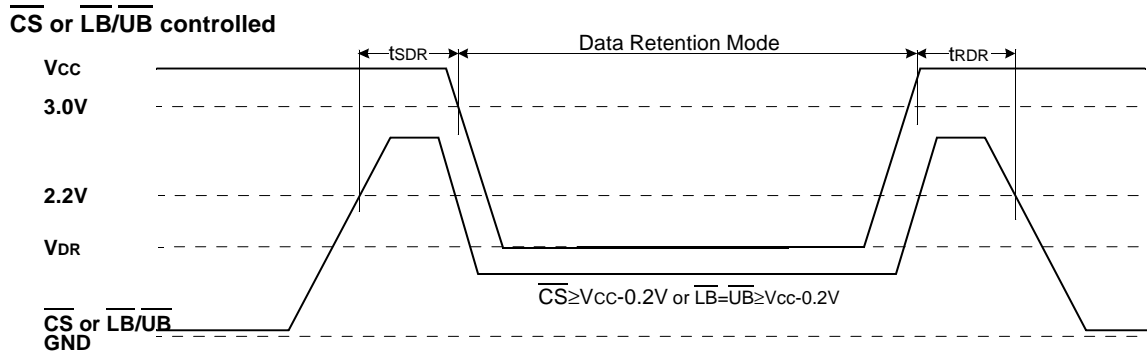 CS or LB/UB controlled
tSDR
Data Retention Mode
tRDR
VCC
3.0V
2.2V
VDR
CS≥VCC-0.2V or LB=UB≥Vcc-0.2V
CS or LB/UB
GND